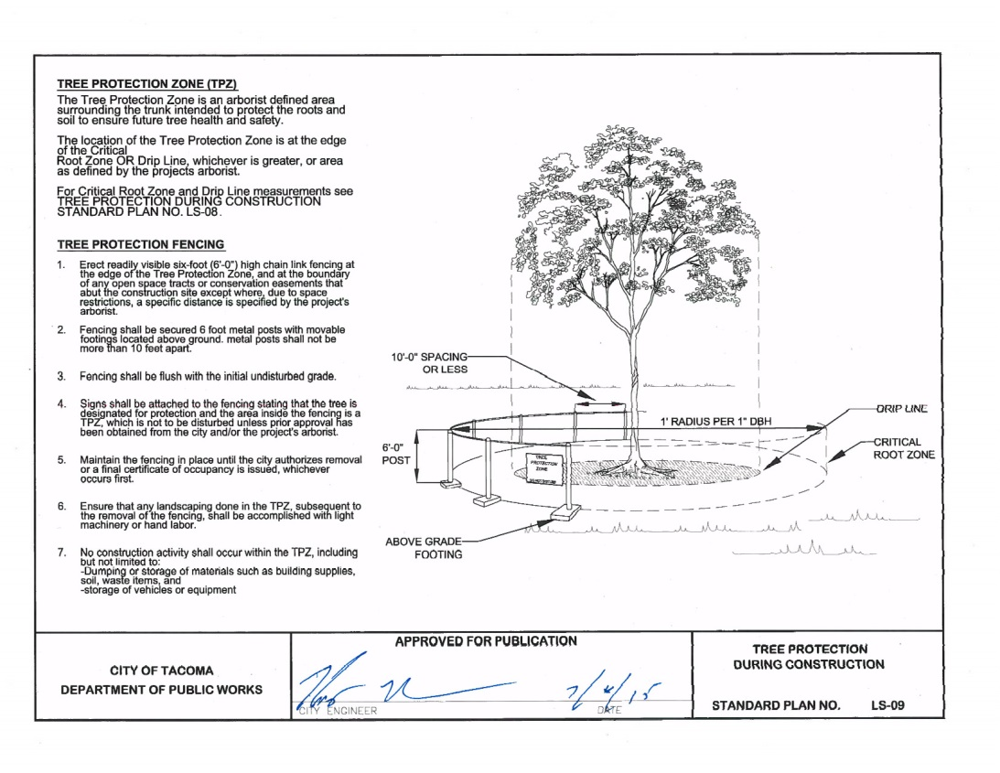 TREE PROTECTION ZONE (TPZ)
The Tree Protection Zone is an arborist defined area
surrounding the trunk intended to protect the roots and
soil to ensure future tree health and safety.
The location of the Tree Protection Zone is at the edge
of the Critical
Root Zone OR Drip Line, whichever is greater, or area
as defined by the projects arborist.
For Critical Root Zone and Drip Line measurements see
TREE PROTECTION DURING CONSTRUCTION
STANDARD PLAN NO. LS-08.
TREE PROTECTION FENCING
1. Erect readily visible six-foot (6'-0") high chain link fencing at
the edge of the Tree Protection Zone, and at the boundary
of any open space tracts or conservation easements that
abut the construction site except where, due to space
restrictions, a specific distance is specified by the project's
arborist.
2. Fencing shall be secured 6 foot metal posts with movable
footings located above ground. metal posts shall not be
more than 10 feet apart.
3. Fencing shall be flush with the initial undisturbed grade.
4. Signs shall be attached to the fencing stating that the tree is
designated for protection and the area inside the fencing is a
TPZ, which is not to be disturbed unless prior approval has
been obtained from the city and/or the project's arborist.
5. Maintain the fencing in place until the city authorizes removal
or a final certificate of occupancy is issued, whichever
occurs first.
6. Ensure that any landscaping done in the TPZ, subsequent to
the removal of the fencing, shall be accomplished with light
machinery or hand labor.
7. No construction activity shall occur within the TPZ, including
but not limited to:
-Dumping or storage of materials such as building supplies,
soil, waste items, and
-storage of vehicles or equipment
10'-0" SPACING
OR LESS
1' RADIUS PER 1" DBH
DRIP LINE
CRITICAL
ROOT ZONE
6'-0"
POST
TREE
PROTECTION
ZONE
DO NOT DISTURB
ABOVE GRADE
FOOTING
CITY OF TACOMA
DEPARTMENT OF PUBLIC WORKS
APPROVED FOR PUBLICATION
CITY ENGINEER
DATE
TREE PROTECTION
DURING CONSTRUCTION
STANDARD PLAN NO. LS-09